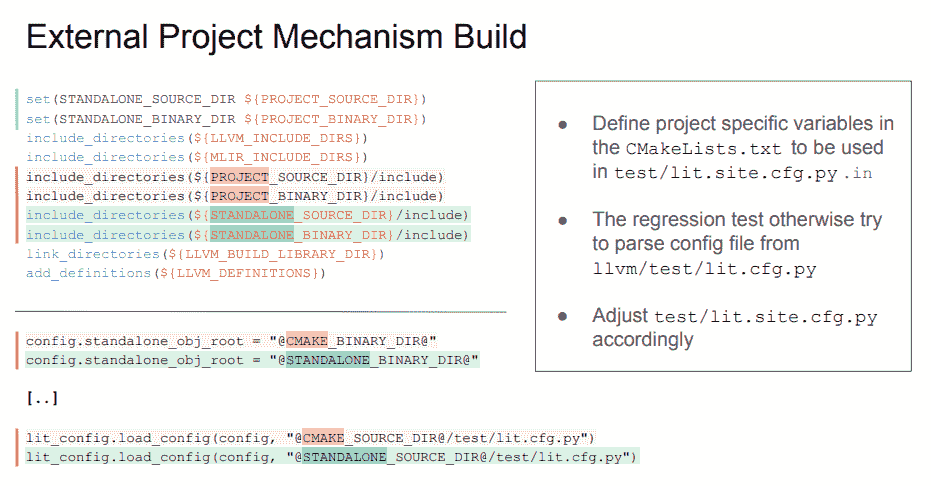 External Project Mechanism Build
set(STANDALONE_SOURCE_DIR ${PROJECT_SOURCE_DIR})
set(STANDALONE_BINARY_DIR ${PROJECT_BINARY_DIR})
include_directories(${LLVM_INCLUDE_DIRS})
include_directories(${MLIR_INCLUDE_DIRS})
include_directories(${PROJECT_SOURCE_DIR}/include)
include_directories(${PROJECT_BINARY_DIR}/include)
include_directories(${STANDALONE_SOURCE_DIR}/include)
include_directories(${STANDALONE_BINARY_DIR}/include)
link_directories(${LLVM_BUILD_LIBRARY_DIR})
add_definitions(${LLVM_DEFINITIONS})
config.standalone_obj_root = "@CMAKE_BINARY_DIR@"
config.standalone_obj_root = "@STANDALONE_BINARY_DIR@"
[..]
lit_config.load_config(config, "@CMAKE_SOURCE_DIR@/test/lit.cfg.py")
lit_config.load_config(config, "@STANDALONE_SOURCE_DIR@/test/lit.cfg.py")
● Define project specific variables in
the CMakeLists.txt to be used
in test/lit.site.cfg.py.in
● The regression test otherwise try
to parse config file from
llvm/test/lit.cfg.py
● Adjust test/lit.site.cfg.py
accordingly